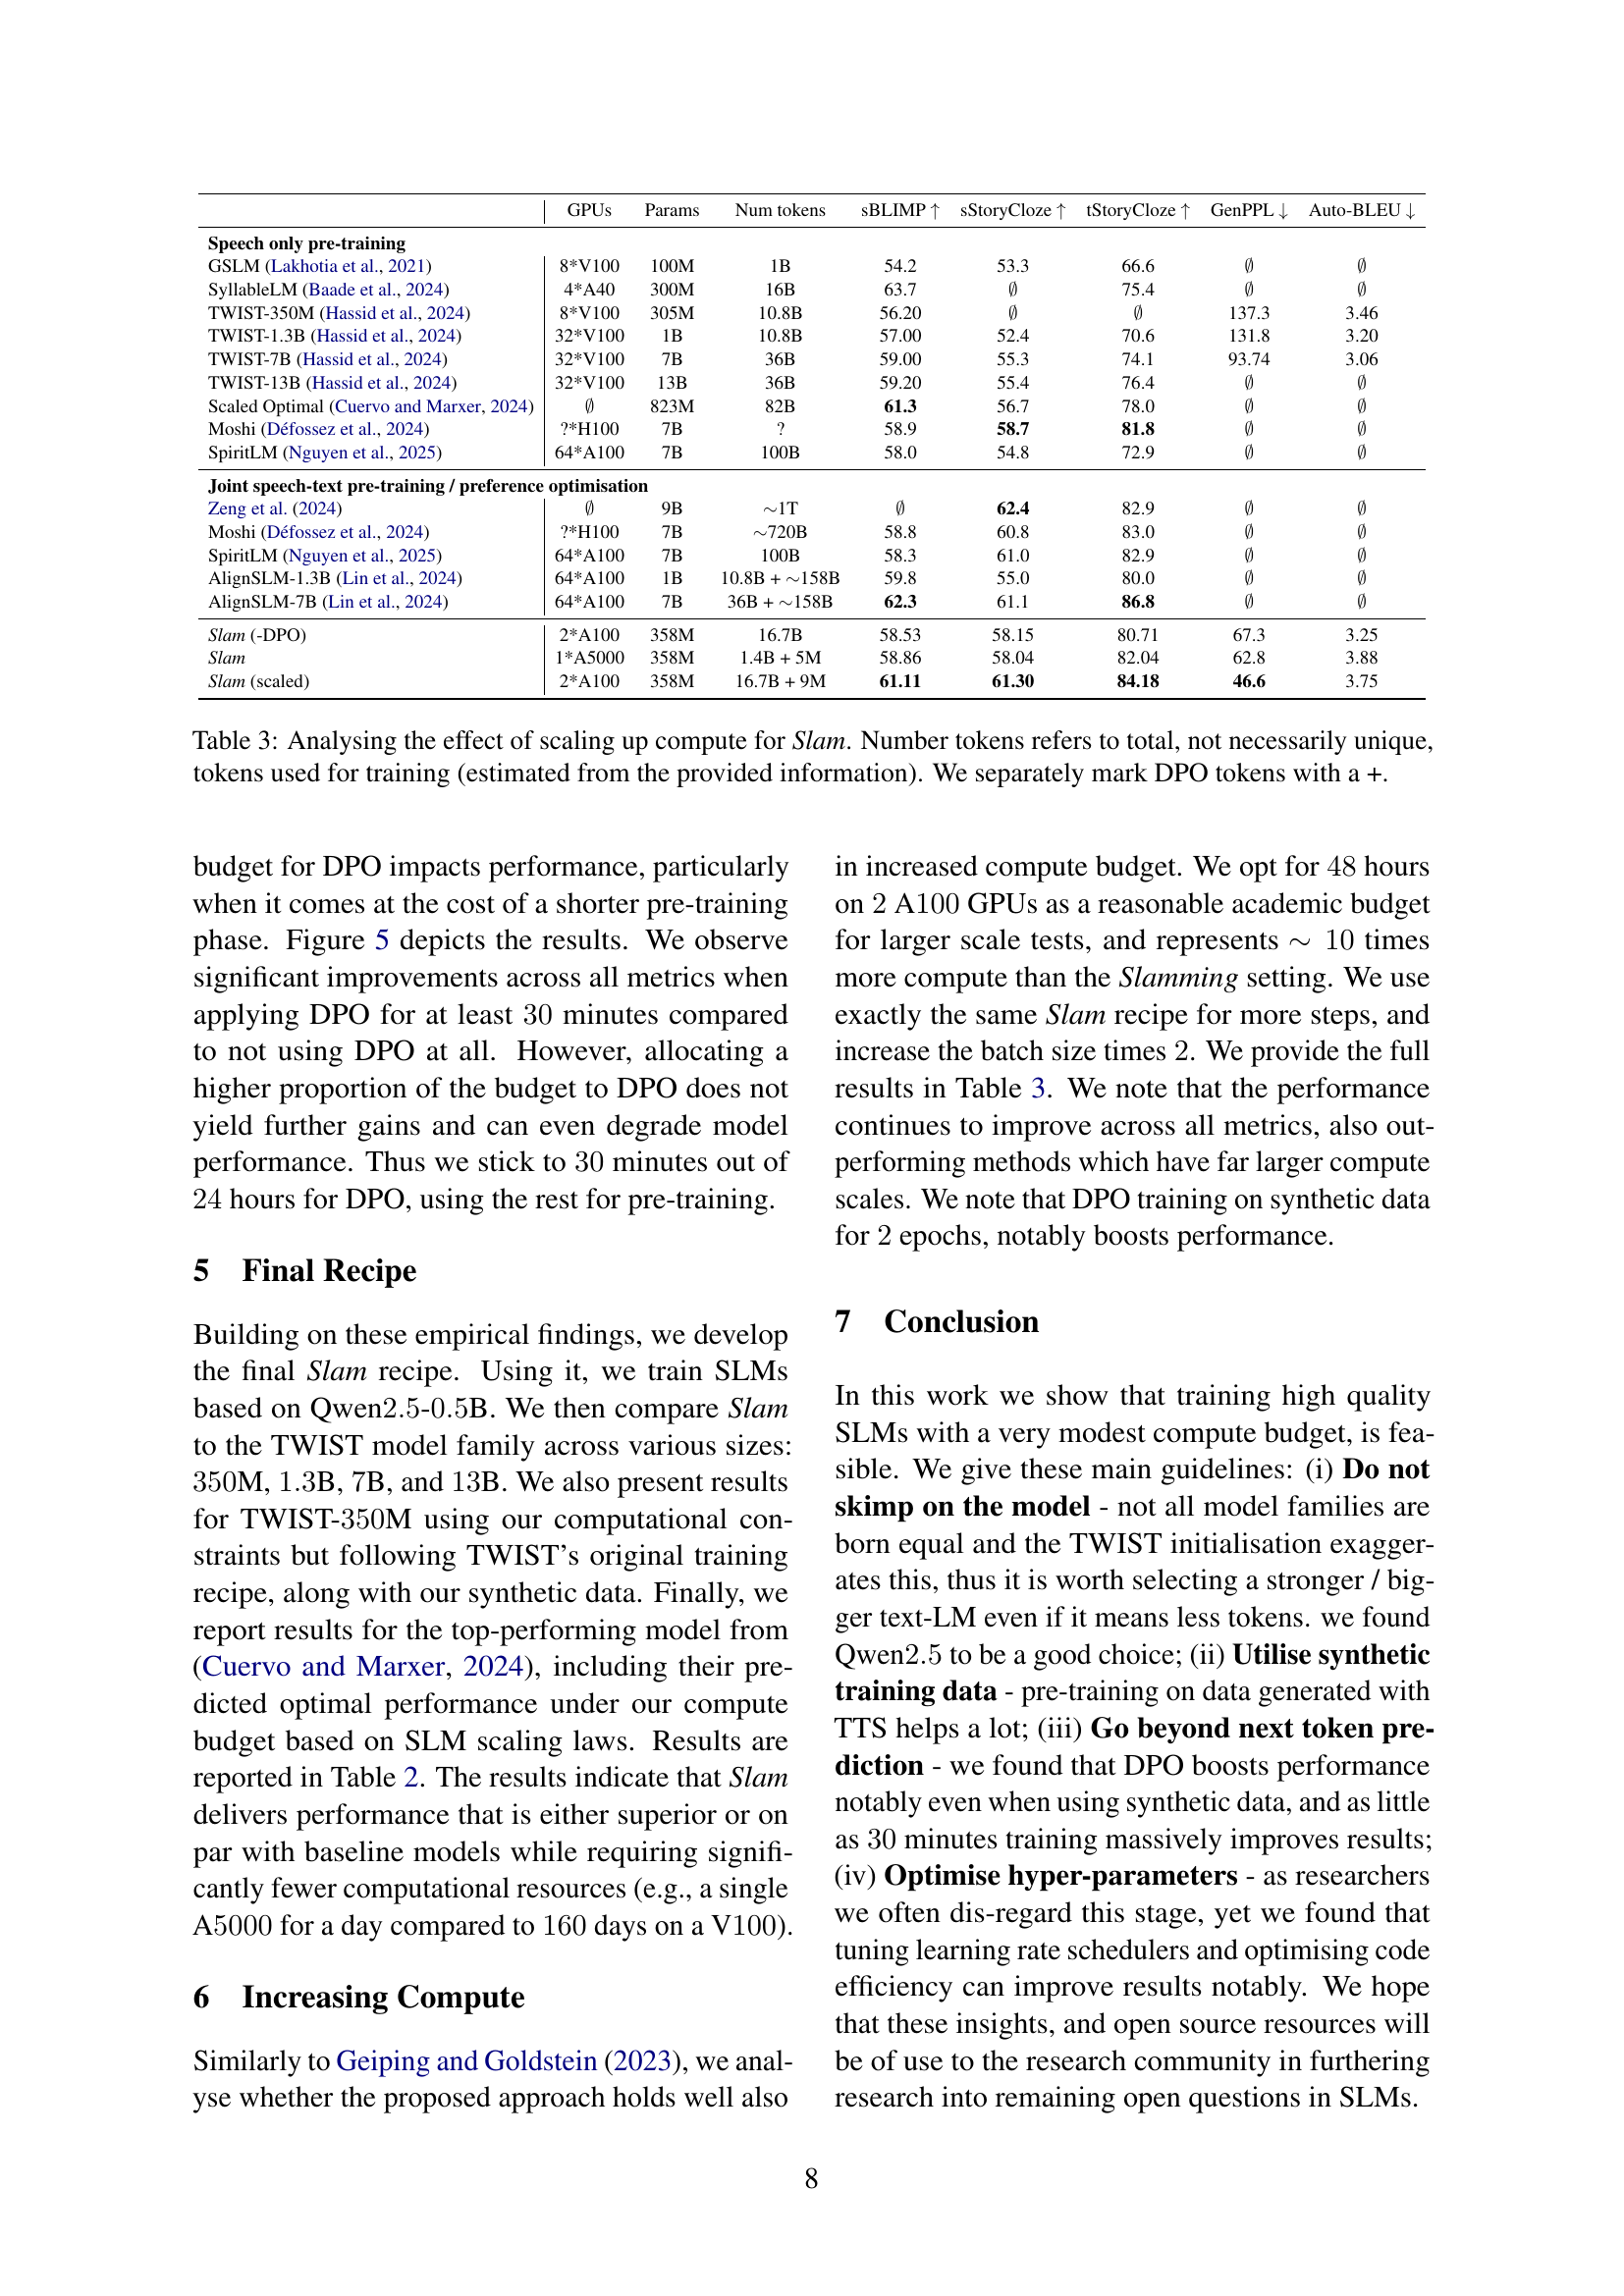 GPUs Params Num tokens sBLIMP ↑ sStoryCloze ↑ tStoryCloze ↑ GenPPL ↓ Auto-BLEU ↓
Speech only pre-training
GSLM (Lakhotia et al., 2021) 8*V100 100M 1B 54.2 53.3 66.6 ∅ ∅
SyllableLM (Baade et al., 2024) 4*A40 300M 16B 63.7 ∅ 75.4 ∅ ∅
TWIST-350M (Hassid et al., 2024) 8*V100 305M 10.8B 56.20 ∅ ∅ 137.3 3.46
TWIST-1.3B (Hassid et al., 2024) 32*V100 1B 10.8B 57.00 52.4 70.6 131.8 3.20
TWIST-7B (Hassid et al., 2024) 32*V100 7B 36B 59.00 55.3 74.1 93.74 3.06
TWIST-13B (Hassid et al., 2024) 32*V100 13B 36B 59.20 55.4 76.4 ∅ ∅
Scaled Optimal (Cuervo and Marxer, 2024) ∅ 823M 82B 61.3 56.7 78.0 ∅ ∅
Moshi (Défossez et al., 2024) ?*H100 7B ? 58.9 58.7 81.8 ∅ ∅
SpiritLM (Nguyen et al., 2025) 64*A100 7B 100B 58.0 54.8 72.9 ∅ ∅
Joint speech-text pre-training / preference optimisation
Zeng et al. (2024) ∅ 9B ∼1T ∅ 62.4 82.9 ∅ ∅
Moshi (Défossez et al., 2024) ?*H100 7B ∼720B 58.8 60.8 83.0 ∅ ∅
SpiritLM (Nguyen et al., 2025) 64*A100 7B 100B 58.3 61.0 82.9 ∅ ∅
AlignSLM-1.3B (Lin et al., 2024) 64*A100 1B 10.8B + ∼158B 59.8 55.0 80.0 ∅ ∅
AlignSLM-7B (Lin et al., 2024) 64*A100 7B 36B + ∼158B 62.3 61.1 86.8 ∅ ∅
Slam (-DPO) 2*A100 358M 16.7B 58.53 58.15 80.71 67.3 3.25
Slam 1*A5000 358M 1.4B + 5M 58.86 58.04 82.04 62.8 3.88
Slam (scaled) 2*A100 358M 16.7B + 9M 61.11 61.30 84.18 46.6 3.75
Table 3: Analysing the effect of scaling up compute for Slam. Number tokens refers to total, not necessarily unique,
tokens used for training (estimated from the provided information). We separately mark DPO tokens with a +.
budget for DPO impacts performance, particularly
when it comes at the cost of a shorter pre-training
phase. Figure 5 depicts the results. We observe
significant improvements across all metrics when
applying DPO for at least 30 minutes compared
to not using DPO at all. However, allocating a
higher proportion of the budget to DPO does not
yield further gains and can even degrade model
performance. Thus we stick to 30 minutes out of
24 hours for DPO, using the rest for pre-training.
5 Final Recipe
Building on these empirical findings, we develop
the final Slam recipe. Using it, we train SLMs
based on Qwen2.5-0.5B. We then compare Slam
to the TWIST model family across various sizes:
350M, 1.3B, 7B, and 13B. We also present results
for TWIST-350M using our computational con-
straints but following TWIST's original training
recipe, along with our synthetic data. Finally, we
report results for the top-performing model from
(Cuervo and Marxer, 2024), including their pre-
dicted optimal performance under our compute
budget based on SLM scaling laws. Results are
reported in Table 2. The results indicate that Slam
delivers performance that is either superior or on
par with baseline models while requiring signifi-
cantly fewer computational resources (e.g., a single
A5000 for a day compared to 160 days on a V100).
6 Increasing Compute
Similarly to Geiping and Goldstein (2023), we anal-
yse whether the proposed approach holds well also
in increased compute budget. We opt for 48 hours
on 2 A100 GPUs as a reasonable academic budget
for larger scale tests, and represents ∼ 10 times
more compute than the Slamming setting. We use
exactly the same Slam recipe for more steps, and
increase the batch size times 2. We provide the full
results in Table 3. We note that the performance
continues to improve across all metrics, also out-
performing methods which have far larger compute
scales. We note that DPO training on synthetic data
for 2 epochs, notably boosts performance.
7 Conclusion
In this work we show that training high quality
SLMs with a very modest compute budget, is fea-
sible. We give these main guidelines: (i) Do not
skimp on the model - not all model families are
born equal and the TWIST initialisation exagger-
ates this, thus it is worth selecting a stronger / big-
ger text-LM even if it means less tokens. we found
Qwen2.5 to be a good choice; (ii) Utilise synthetic
training data - pre-training on data generated with
TTS helps a lot; (iii) Go beyond next token pre-
diction - we found that DPO boosts performance
notably even when using synthetic data, and as little
as 30 minutes training massively improves results;
(iv) Optimise hyper-parameters - as researchers
we often dis-regard this stage, yet we found that
tuning learning rate schedulers and optimising code
efficiency can improve results notably. We hope
that these insights, and open source resources will
be of use to the research community in furthering
research into remaining open questions in SLMs.
8